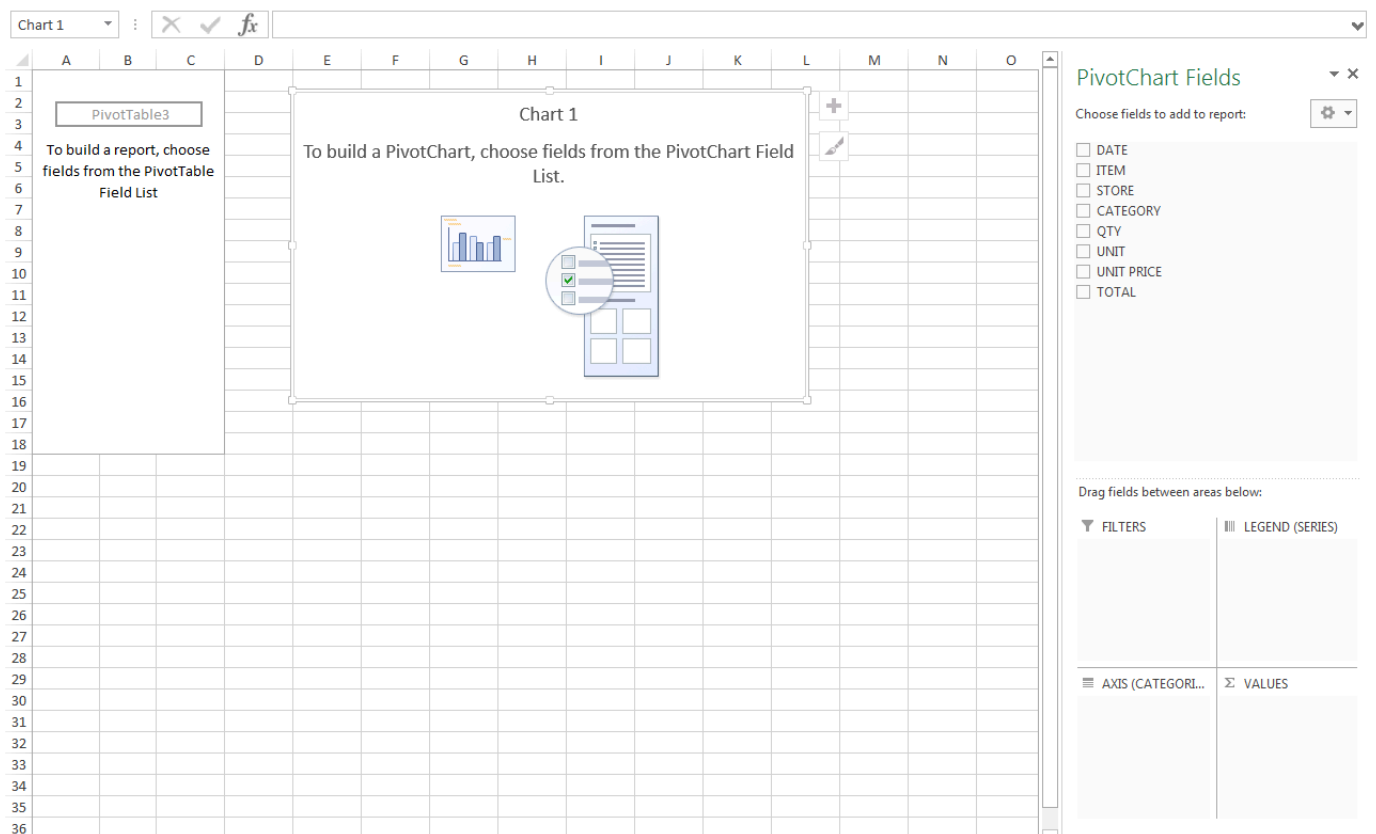 Chart 1
fx
A B C D E F G H I J K L M N O
1
2
3
4
5
6
7
8
9
10
11
12
13
14
15
16
17
18
19
20
21
22
23
24
25
26
27
28
29
30
31
32
33
34
35
36
PivotTable3
To build a report, choose
fields from the PivotTable
Field List
Chart 1
To build a PivotChart, choose fields from the PivotChart Field
List.
PivotChart Fields
Choose fields to add to report:
DATE
ITEM
STORE
CATEGORY
QTY
UNIT
UNIT PRICE
TOTAL
Drag fields between areas below:
FILTERS
LEGEND (SERIES)
AXIS (CATEGORI...
Σ VALUES